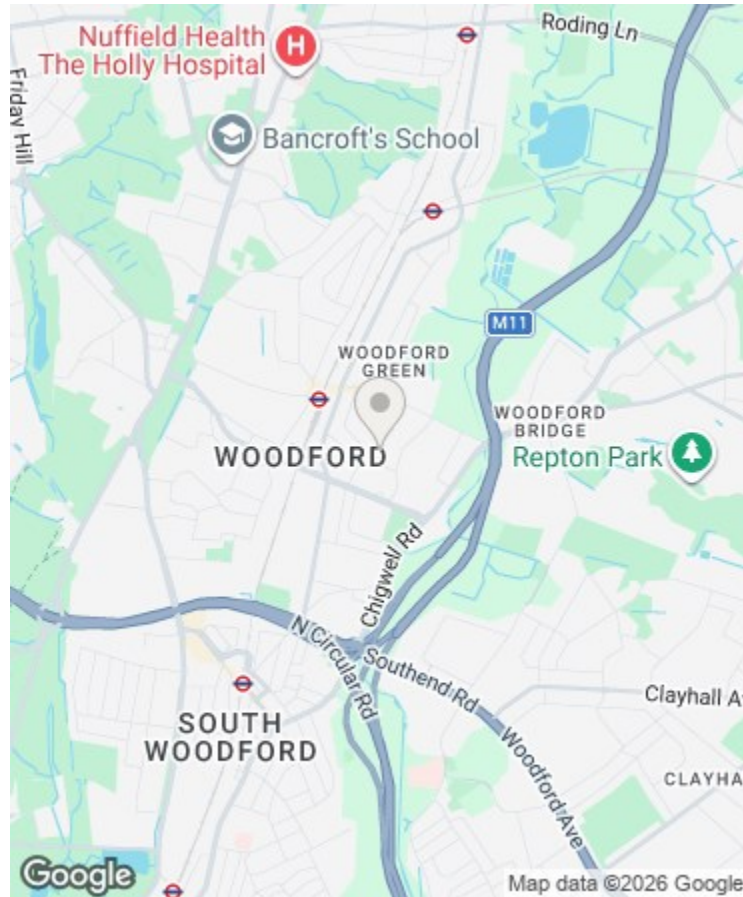 Roding Ln
Nuffield Health
The Holly Hospital
H
Friday Hill
Bancroft's School
M11
WOODFORD
GREEN
WOODFORD
BRIDGE
WOODFORD
Repton Park
Chigwell Rd
N Circular Rd
Southend Rd
Clayhall A
SOUTH
WOODFORD
Woodford Ave
CLAYHA
Google
Map data ©2026 Google